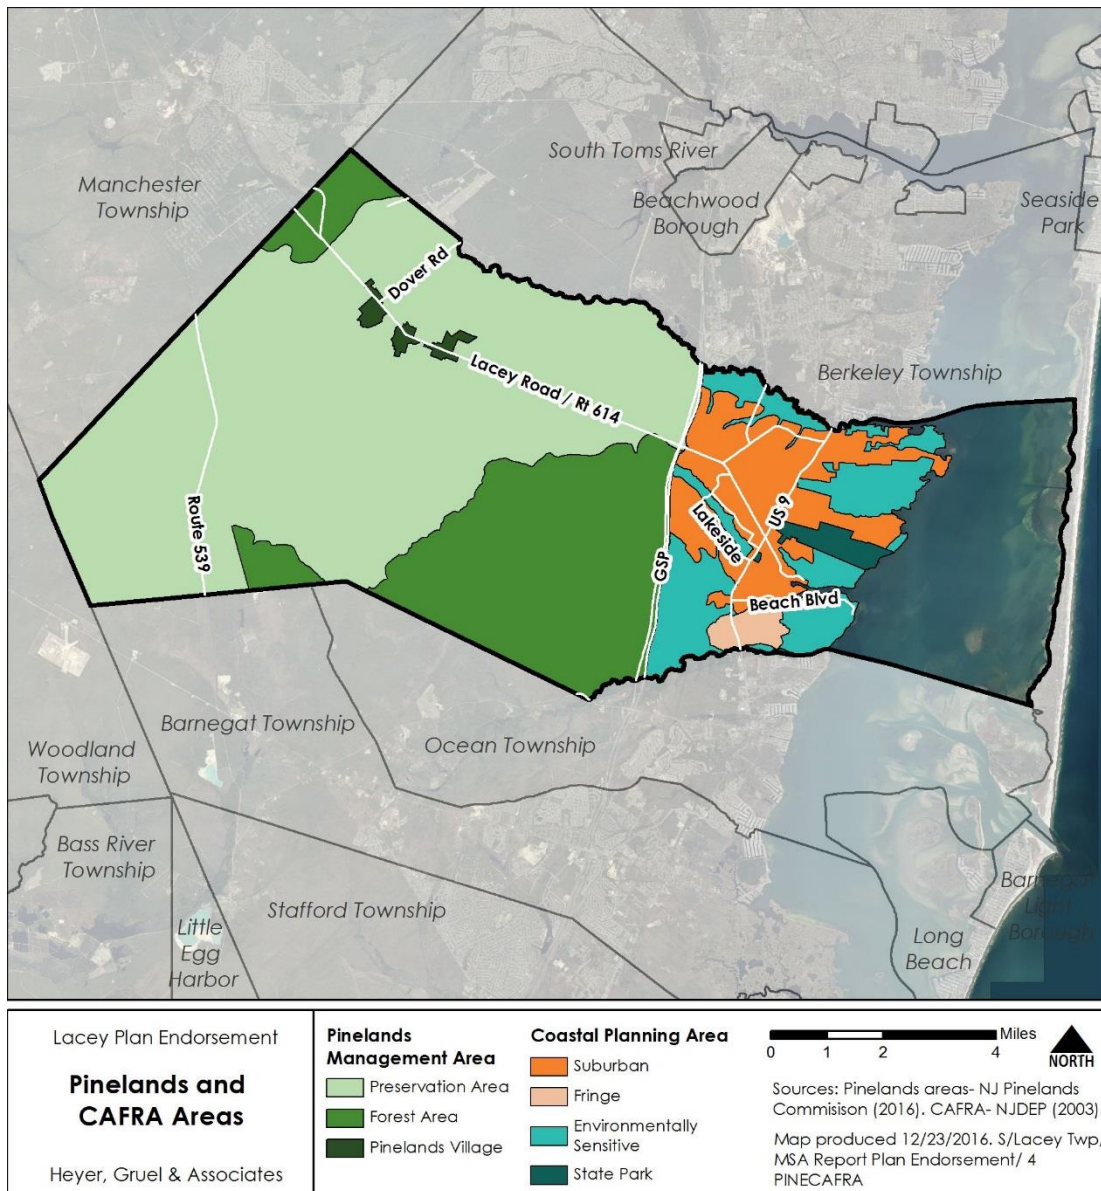 South Toms River
Manchester
Township
Beachwood
Borough
Seaside
Park
Dover Rd
Lacey Road / Rt 614
Berkeley Township
Route 539
GSP
Lakeside
US 9
Beach Blvd
Barnegat Township
Ocean Township
Woodland
Township
Bass River
Township
Stafford Township
Little
Egg
Harbor
Barnegat
Light
Borough
Long
Beach
Lacey Plan Endorsement
Pinelands and
CAFRA Areas
Heyer, Gruel & Associates
Pinelands
Management Area
Preservation Area
Forest Area
Pinelands Village
Coastal Planning Area
Suburban
Fringe
Environmentally
Sensitive
State Park
Miles
0 1 2 4
NORTH
Sources: Pinelands areas- NJ Pinelands
Commisison (2016). CAFRA- NJDEP (2003)
Map produced 12/23/2016. S/Lacey Twp,
MSA Report Plan Endorsement/ 4
PINECAFRA